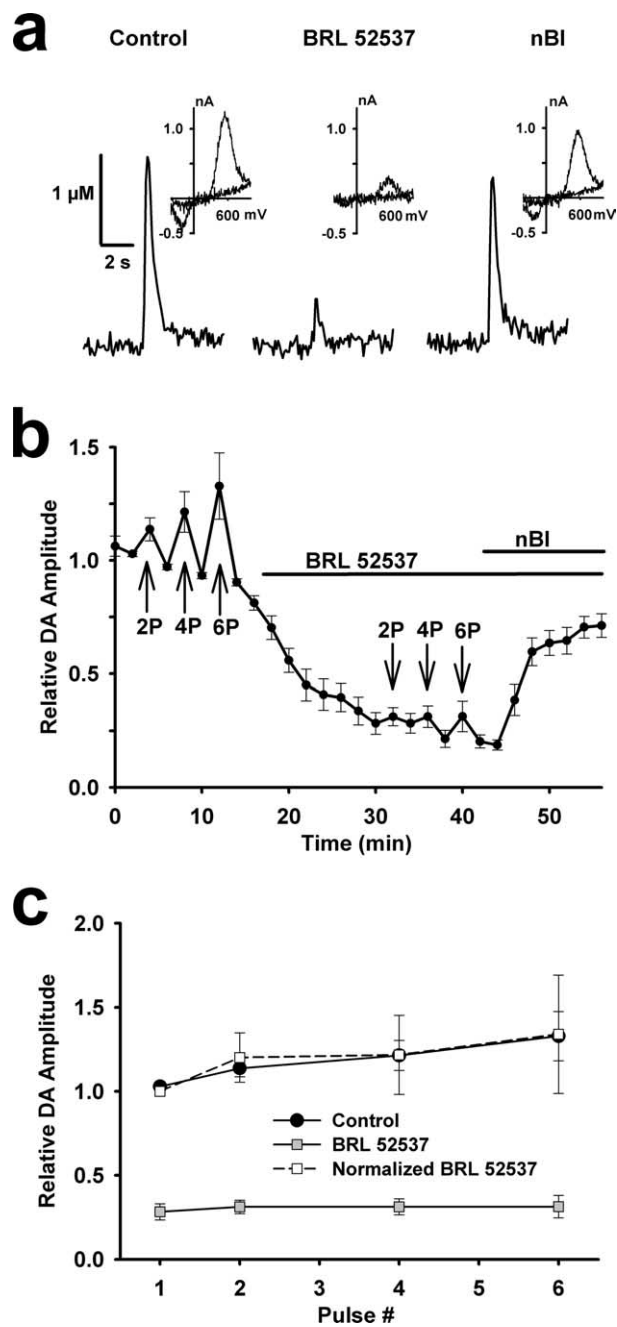 a
Control BRL 52537 nBI
nA nA nA
1.0 1.0 1.0
1 µM
600 mV 600 mV 600 mV
-0.5 -0.5 -0.5
2 s
b
1.5
1.0
0.5
0.0
Relative DA Amplitude
nBI
BRL 52537
2P 4P 6P
2P 4P 6P
0 10 20 30 40 50
Time (min)
c
2.0
1.5
1.0
0.5
0.0
Relative DA Amplitude
Control
BRL 52537
Normalized BRL 52537
1 2 3 4 5 6
Pulse #